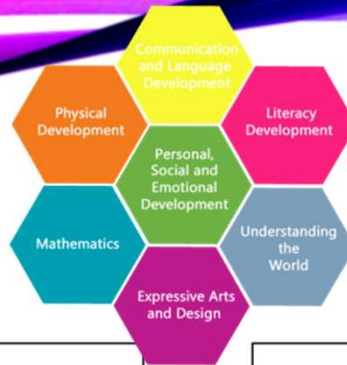 Communication
and Language
Development
Physical
Development
Literacy
Development
Personal,
Social and
Emotional
Development
Mathematics
Understanding
the
World
Expressive Arts
and Design